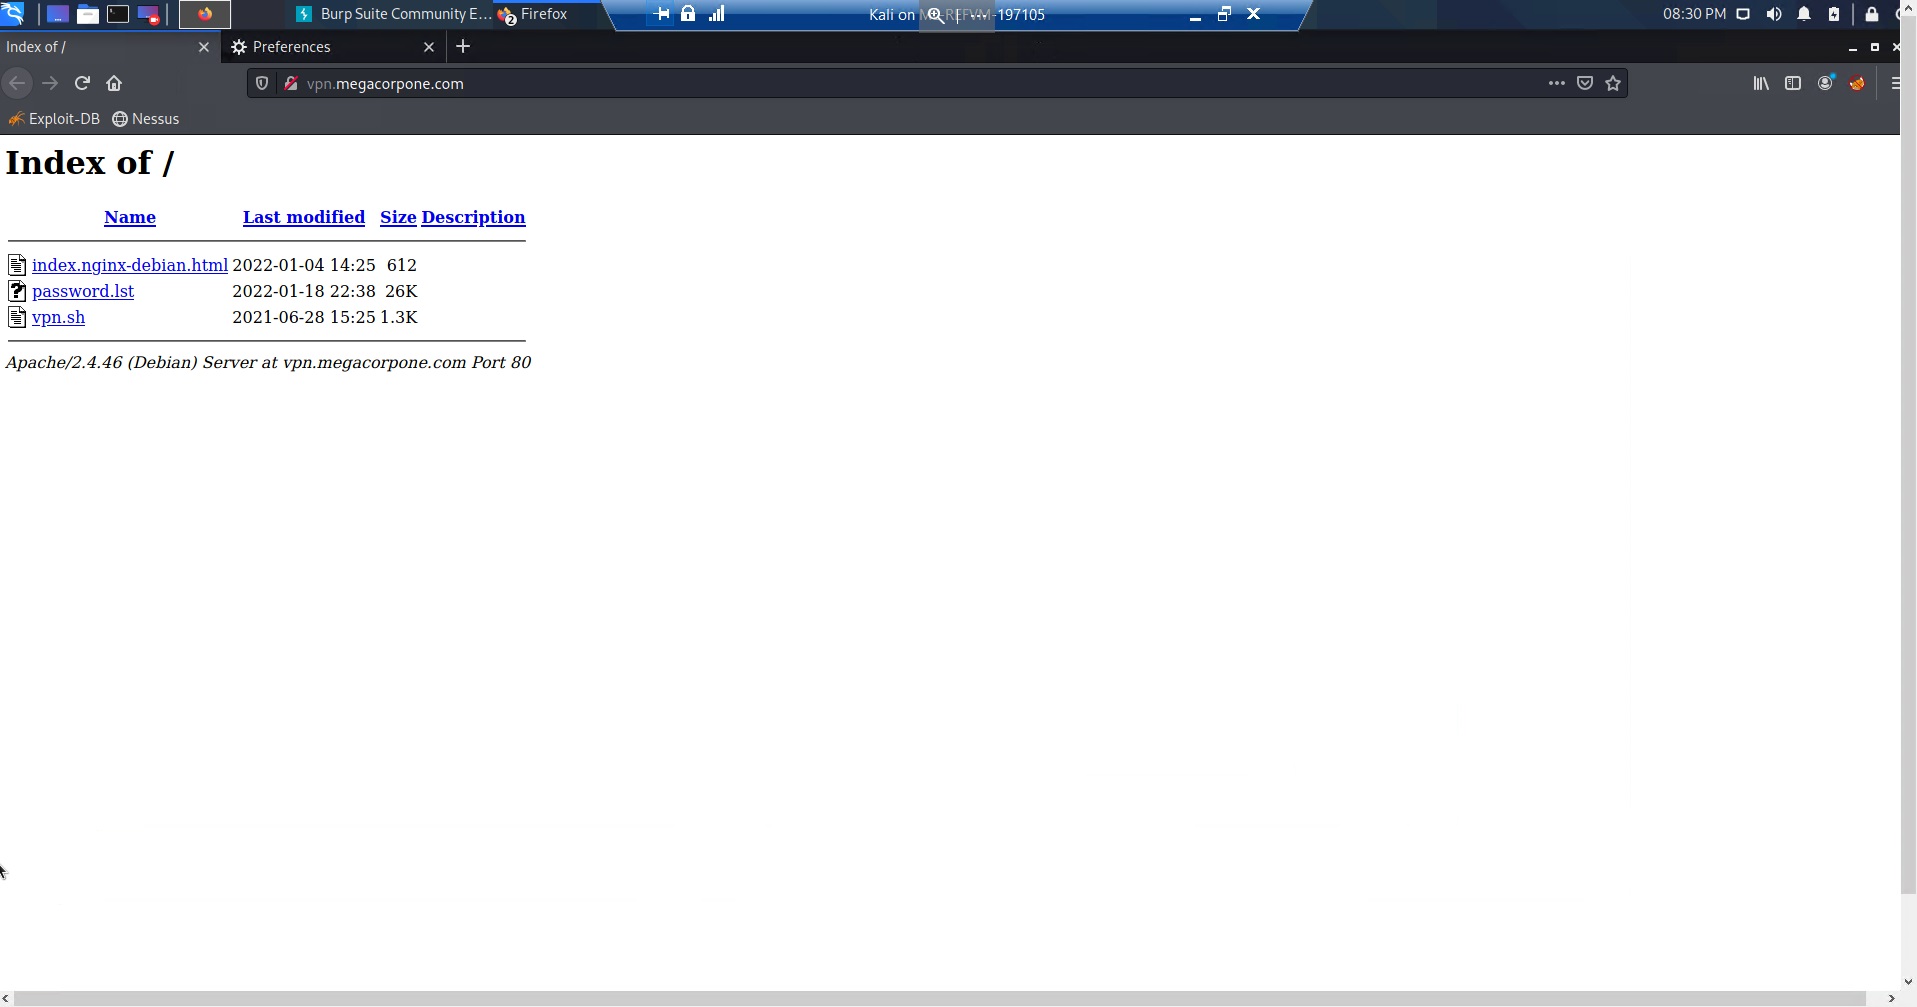 Burp Suite Community E...
2 Firefox
Kali on ML-REFVM-197105
08:30 PM
Index of /
Preferences
vpn.megacorpone.com
Exploit-DB
Nessus
Index of /
Name Last modified Size Description
index.nginx-debian.html 2022-01-04 14:25 612
password.lst 2022-01-18 22:38 26K
vpn.sh 2021-06-28 15:25 1.3K
Apache/2.4.46 (Debian) Server at vpn.megacorpone.com Port 80